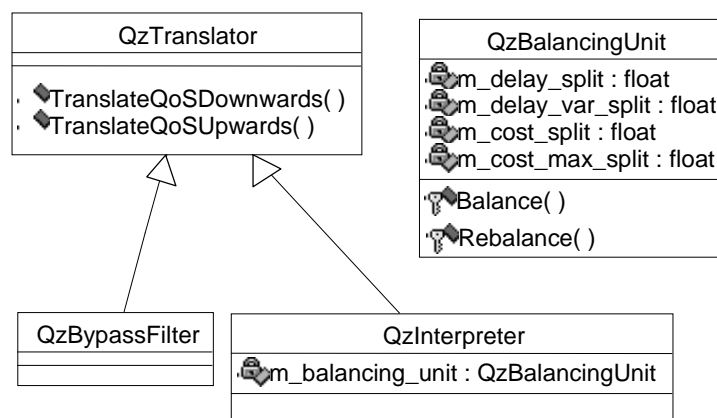 QzTranslator
TranslateQoSDownwards( )
TranslateQoSUpwards( )
QzBalancingUnit
m_delay_split : float
m_delay_var_split : float
m_cost_split : float
m_cost_max_split : float
Balance( )
Rebalance( )
QzBypassFilter
QzInterpreter
m_balancing_unit : QzBalancingUnit